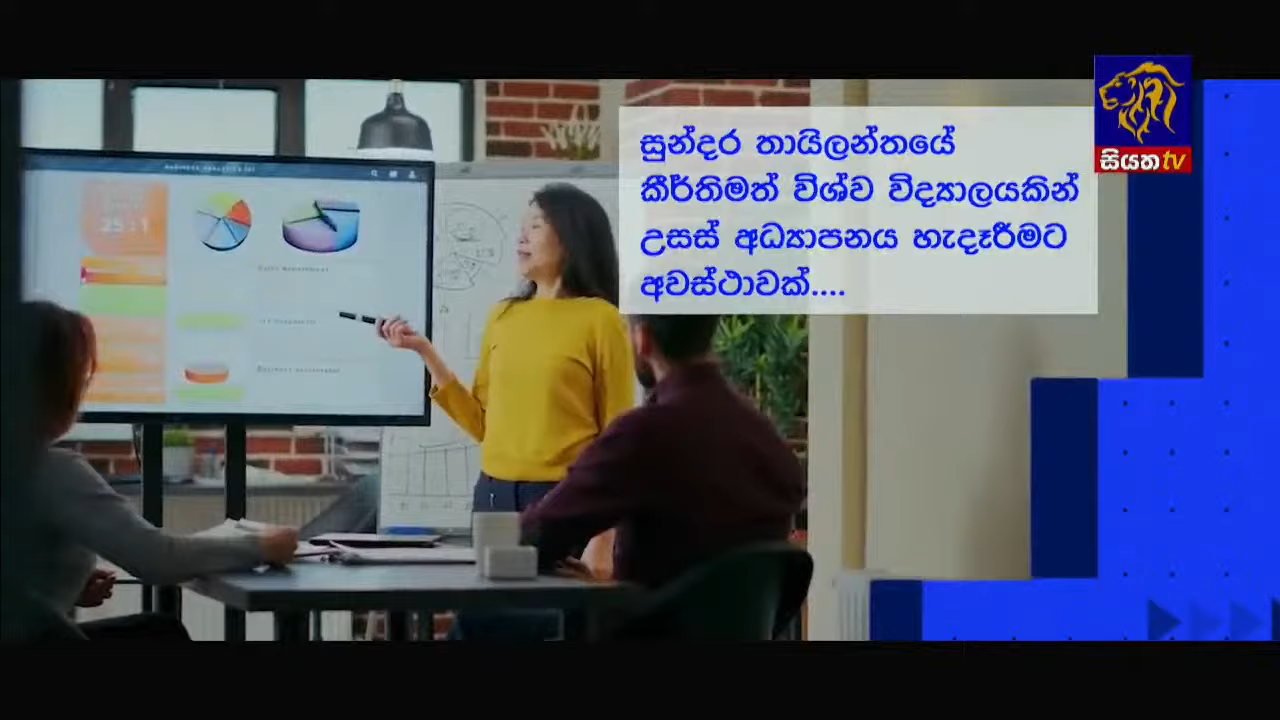 සුන්දර තායිලන්තයේ
කීර්තිමත් විශ්ව විද්‍යාලයකින්
උසස් අධ්‍යාපනය හැදෑරීමට
අවස්ථාවක්....
සියත tv